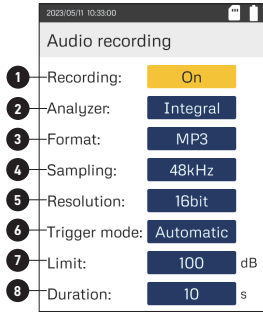 2023/05/11 10:33:00
Audio recording
1 Recording: On
2 Analyzer: Integral
3 Format: MP3
4 Sampling: 48kHz
5 Resolution: 16bit
6 Trigger mode: Automatic
7 Limit: 100 dB
8 Duration: 10 s